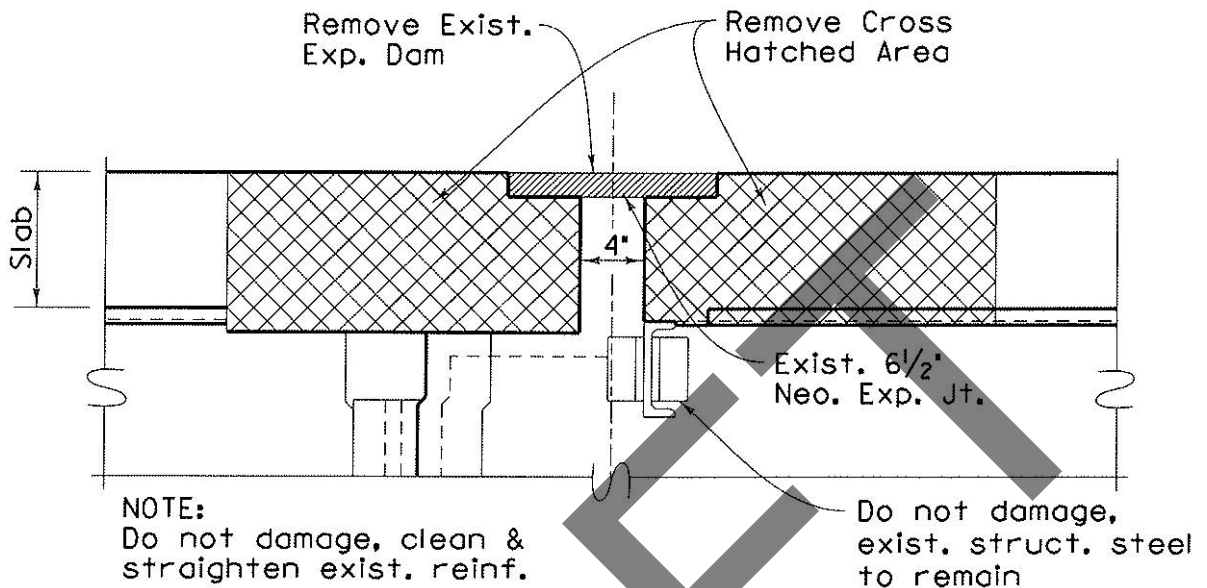 Remove Exist.
Exp. Dam
Remove Cross
Hatched Area
Slab
4"
Exist. 6½"
Neo. Exp. Jt.
NOTE:
Do not damage, clean &
straighten exist. reinf.
Do not damage,
exist. struct. steel
to remain